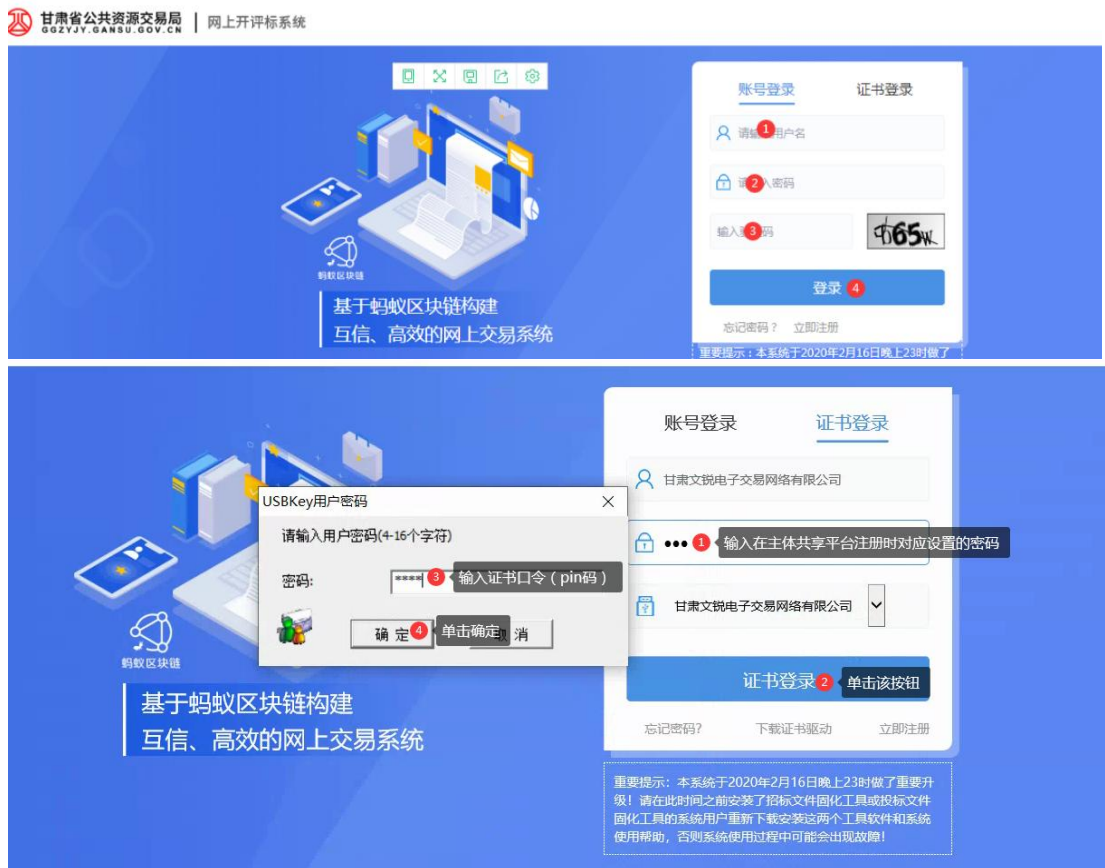 甘肃省公共资源交易局
GGZYJY.GANSU.GOV.CN
网上开评标系统
账号登录 证书登录
1
请输 用户名
2
入密码
3
输入 码
65w
登录 4
忘记密码？ 立即注册
蚂蚁区块链
基于蚂蚁区块链构建
互信、高效的网上交易系统
重要提示：本系统于2020年2月16日晚上23时做了
账号登录 证书登录
甘肃文锐电子交易网络有限公司
••• 1 输入在主体共享平台注册时对应设置的密码
甘肃文锐电子交易网络有限公司
证书登录 2 单击该按钮
忘记密码? 下载证书驱动 立即注册
USBKey用户密码
请输入用户密码(4-16个字符)
密码: **** 3 输入证书口令（pin码）
确 定 4 单击确定 消
蚂蚁区块链
基于蚂蚁区块链构建
互信、高效的网上交易系统
重要提示：本系统于2020年2月16日晚上23时做了重要升
级！请在此时间之前安装了招标文件固化工具或投标文件
固化工具的系统用户重新下载安装这两个工具软件和系统
使用帮助，否则系统使用过程中可能会出现故障！